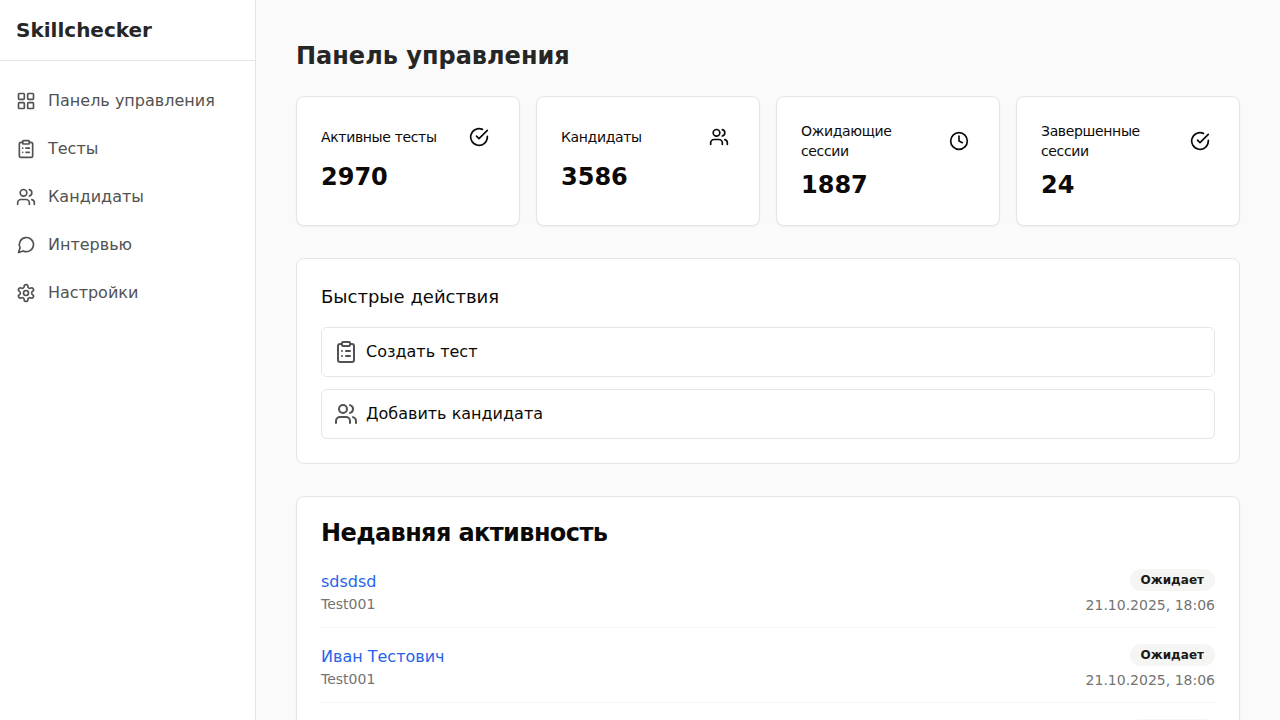 Skillchecker
Панель управления
Тесты
Кандидаты
Интервью
Настройки
Панель управления
Активные тесты
2970
Кандидаты
3586
Ожидающие
сессии
1887
Завершенные
сессии
24
Быстрые действия
Создать тест
Добавить кандидата
Недавняя активность
sdsdsd
Ожидает
Test001
21.10.2025, 18:06
Иван Тестович
Ожидает
Test001
21.10.2025, 18:06